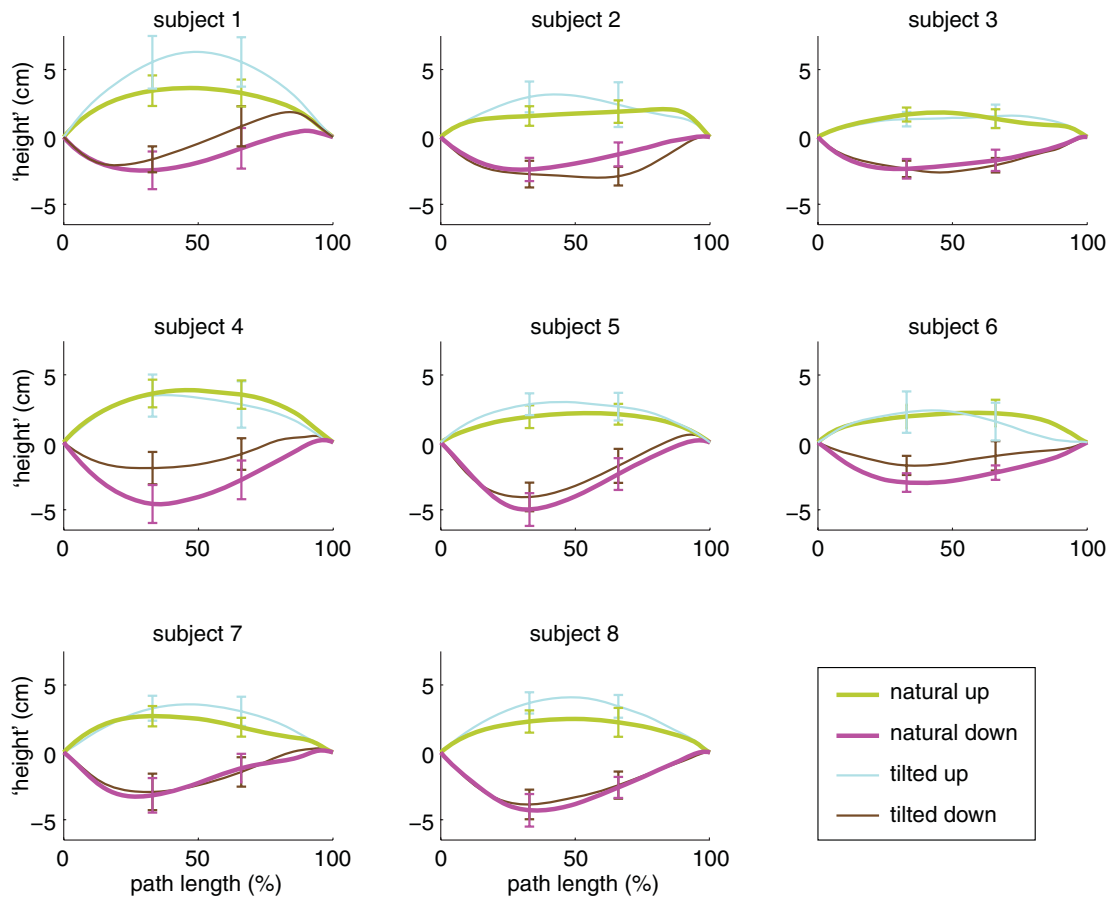 subject 1
subject 2
subject 3
'height' (cm)
5
0
−5
0
50
100
5
0
−5
0
50
100
5
0
−5
0
50
100
subject 4
subject 5
subject 6
'height' (cm)
5
0
−5
0
50
100
5
0
−5
0
50
100
5
0
−5
0
50
100
subject 7
subject 8
'height' (cm)
5
0
−5
0
50
100
path length (%)
5
0
−5
0
50
100
path length (%)
natural up
natural down
tilted up
tilted down